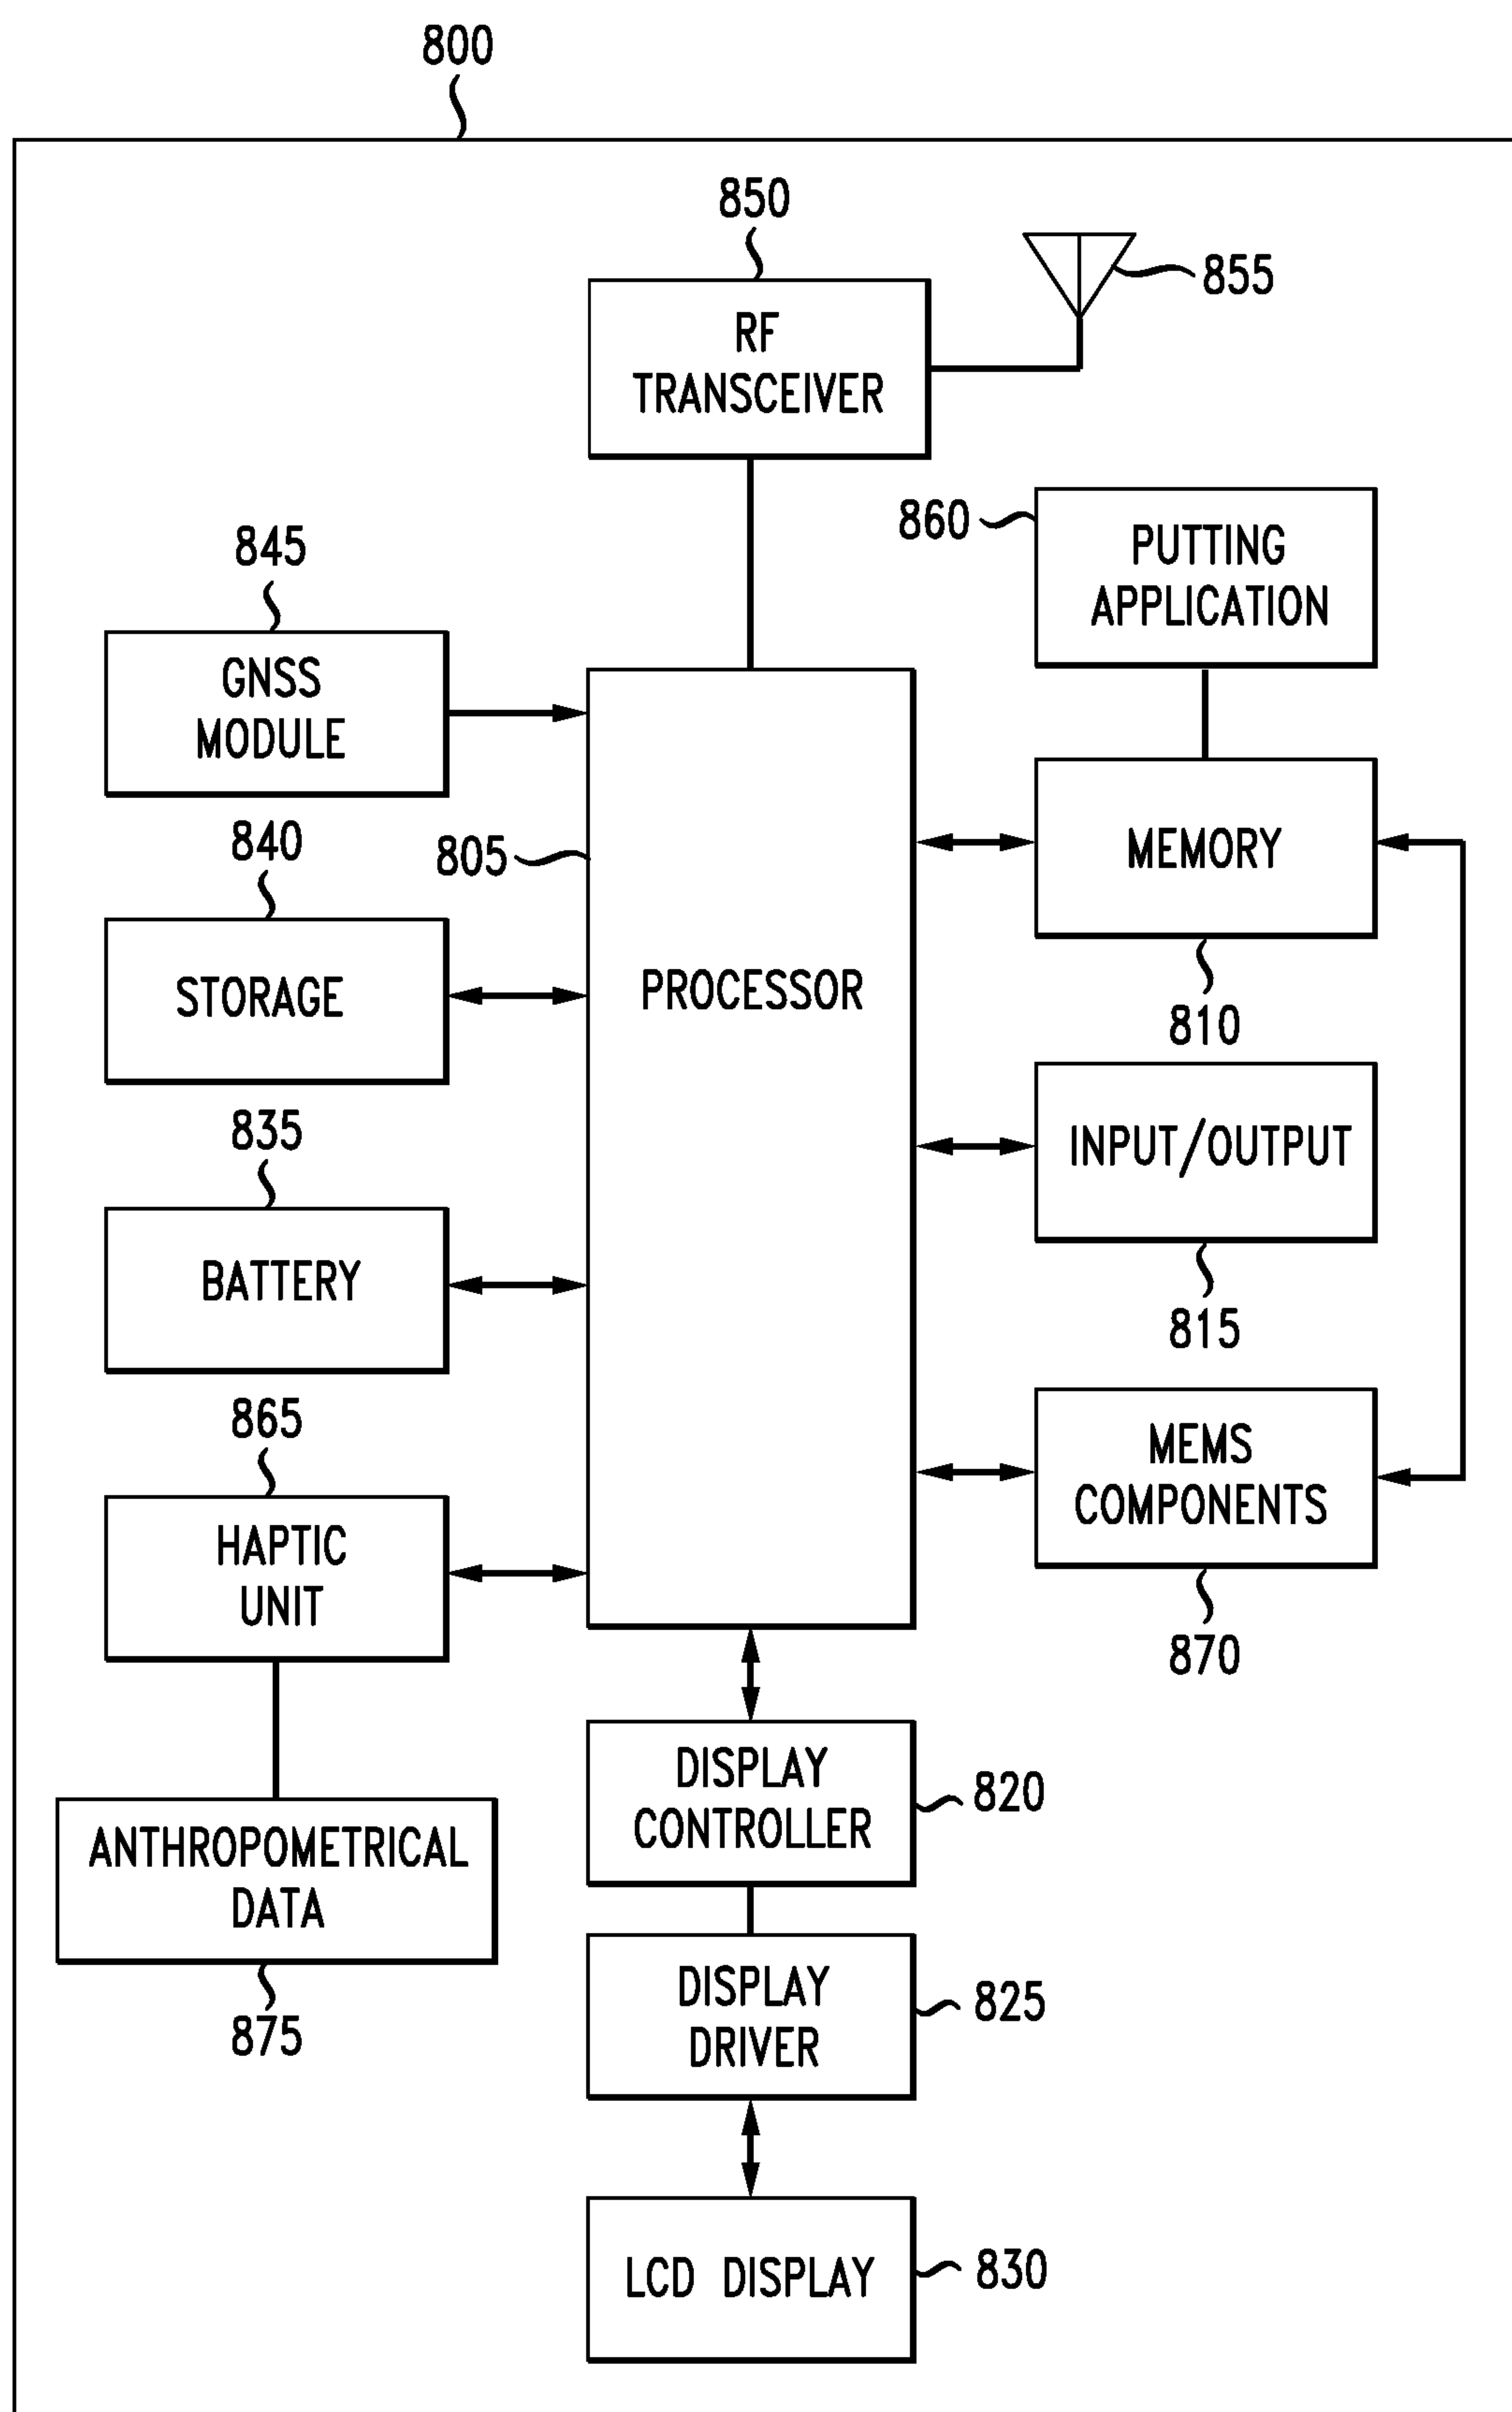 800
850
855
RF
TRANSCEIVER
860
PUTTING
APPLICATION
845
GNSS
MODULE
840
805
MEMORY
STORAGE
PROCESSOR
810
835
INPUT/OUTPUT
BATTERY
815
865
MEMS
COMPONENTS
HAPTIC
UNIT
870
DISPLAY
CONTROLLER
820
ANTHROPOMETRICAL
DATA
875
DISPLAY
DRIVER
825
LCD DISPLAY
830